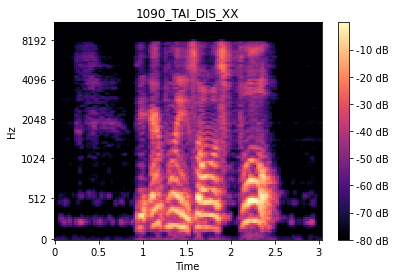 1090_TAI_DIS_XX
8192
4096
2048
1024
512
0
Hz
0
0.5
1
1.5
2
2.5
3
Time
-10 dB
-20 dB
-30 dB
-40 dB
-50 dB
-60 dB
-70 dB
-80 dB